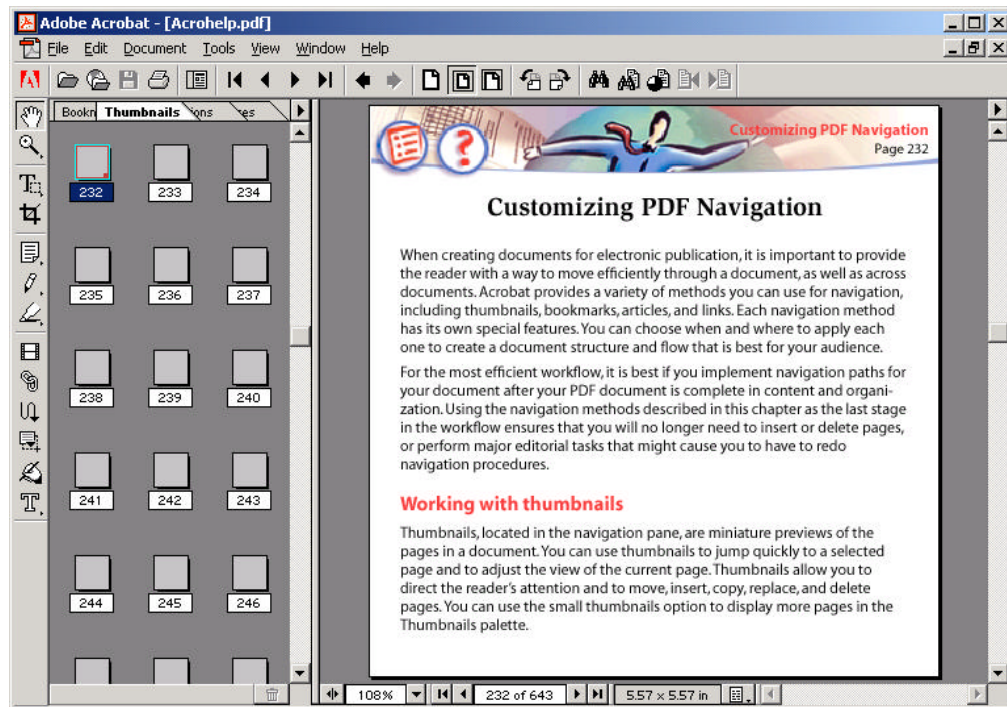 Adobe Acrobat - [Acrohelp.pdf]
File Edit Document Tools View Window Help
Bookn Thumbnails ons es
232 233 234
235 236 237
238 239 240
241 242 243
244 245 246
Customizing PDF Navigation
Page 232
Customizing PDF Navigation
When creating documents for electronic publication, it is important to provide
the reader with a way to move efficiently through a document, as well as across
documents. Acrobat provides a variety of methods you can use for navigation,
including thumbnails, bookmarks, articles, and links. Each navigation method
has its own special features. You can choose when and where to apply each
one to create a document structure and flow that is best for your audience.
For the most efficient workflow, it is best if you implement navigation paths for
your document after your PDF document is complete in content and organi-
zation. Using the navigation methods described in this chapter as the last stage
in the workflow ensures that you will no longer need to insert or delete pages,
or perform major editorial tasks that might cause you to have to redo
navigation procedures.
Working with thumbnails
Thumbnails, located in the navigation pane, are miniature previews of the
pages in a document. You can use thumbnails to jump quickly to a selected
page and to adjust the view of the current page. Thumbnails allow you to
direct the reader's attention and to move, insert, copy, replace, and delete
pages. You can use the small thumbnails option to display more pages in the
Thumbnails palette.
108% 232 of 643 5.57 x 5.57 in